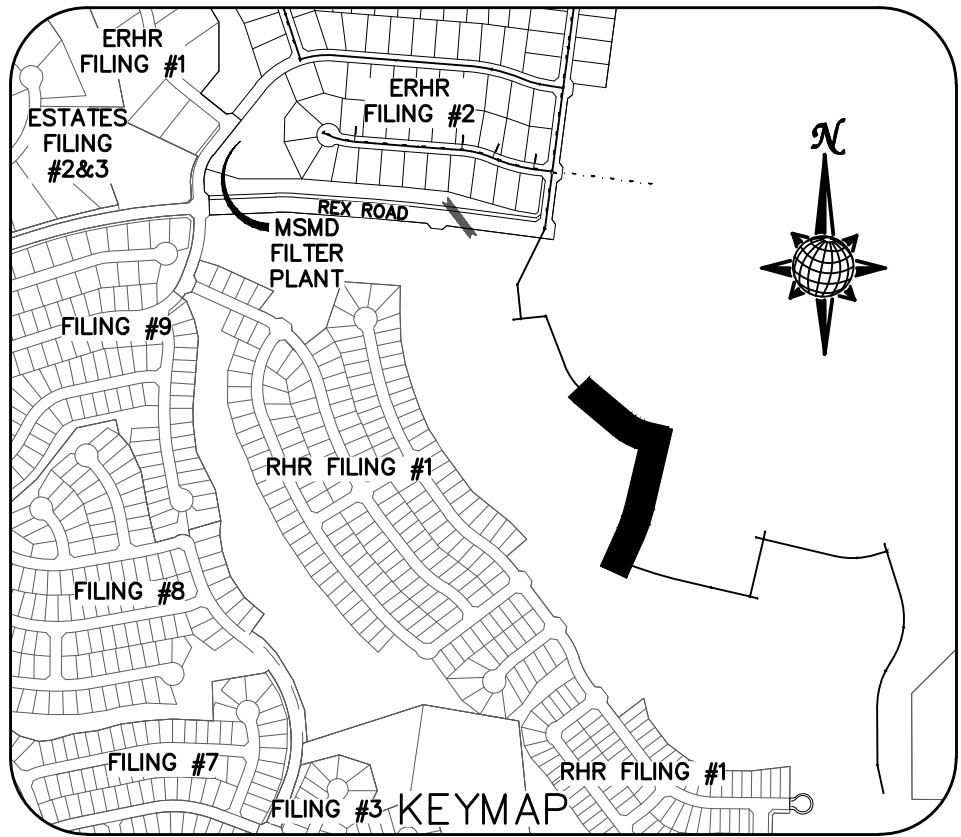 ERHR
FILING #1
ERHR
FILING #2
ESTATES
FILING
#2&3
N
REX ROAD
MSMD
FILTER
PLANT
FILING #9
RHR FILING #1
FILING #8
FILING #7
RHR FILING #1
FILING #3
KEYMAP